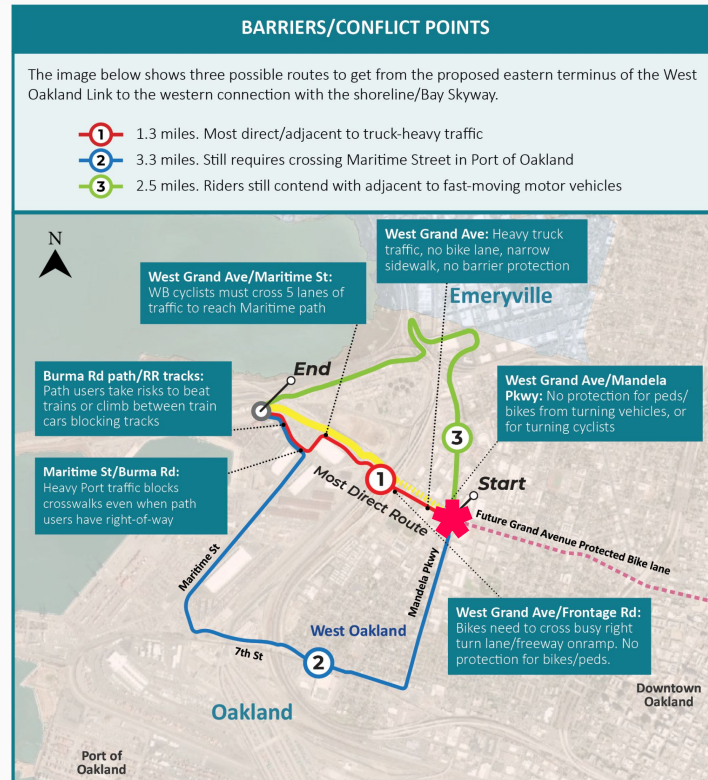 BARRIERS/CONFLICT POINTS
The image below shows three possible routes to get from the proposed eastern terminus of the West
Oakland Link to the western connection with the shoreline/Bay Skyway.
1 1.3 miles. Most direct/adjacent to truck-heavy traffic
2 3.3 miles. Still requires crossing Maritime Street in Port of Oakland
3 2.5 miles. Riders still contend with adjacent to fast-moving motor vehicles
N
West Grand Ave: Heavy truck
traffic, no bike lane, narrow
sidewalk, no barrier protection
West Grand Ave/Maritime St:
WB cyclists must cross 5 lanes of
traffic to reach Maritime path
Emeryville
End
Burma Rd path/RR tracks:
Path users take risks to beat
trains or climb between train
cars blocking tracks
West Grand Ave/Mandela
Pkwy: No protection for peds/
bikes from turning vehicles, or
for turning cyclists
3
Maritime St/Burma Rd:
Heavy Port traffic blocks
crosswalks even when path
users have right-of-way
1
Most Direct Route
Start
Future Grand Avenue Protected Bike lane
Maritime St
Mandela Pkwy
West Grand Ave/Frontage Rd:
Bikes need to cross busy right
turn lane/freeway onramp. No
protection for bikes/peds.
West Oakland
7th St
2
Oakland
Downtown
Oakland
Port of
Oakland